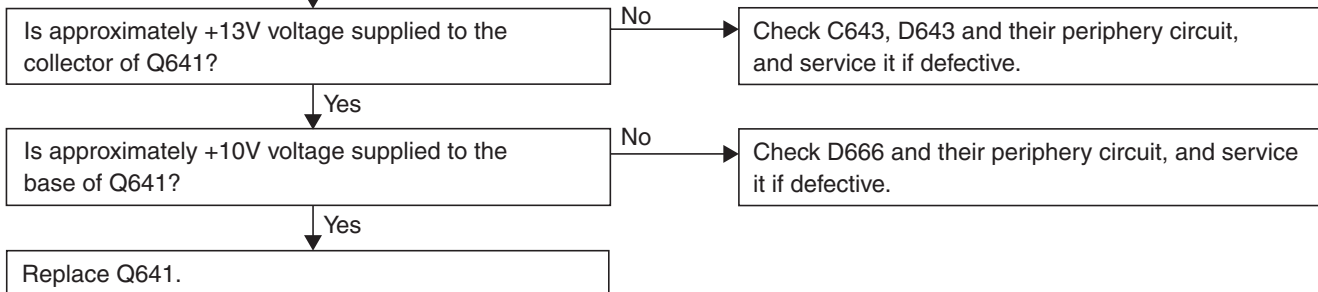 Is approximately +13V voltage supplied to the
collector of Q641?
No
Check C643, D643 and their periphery circuit,
and service it if defective.
Yes
Is approximately +10V voltage supplied to the
base of Q641?
No
Check D666 and their periphery circuit, and service
it if defective.
Yes
Replace Q641.